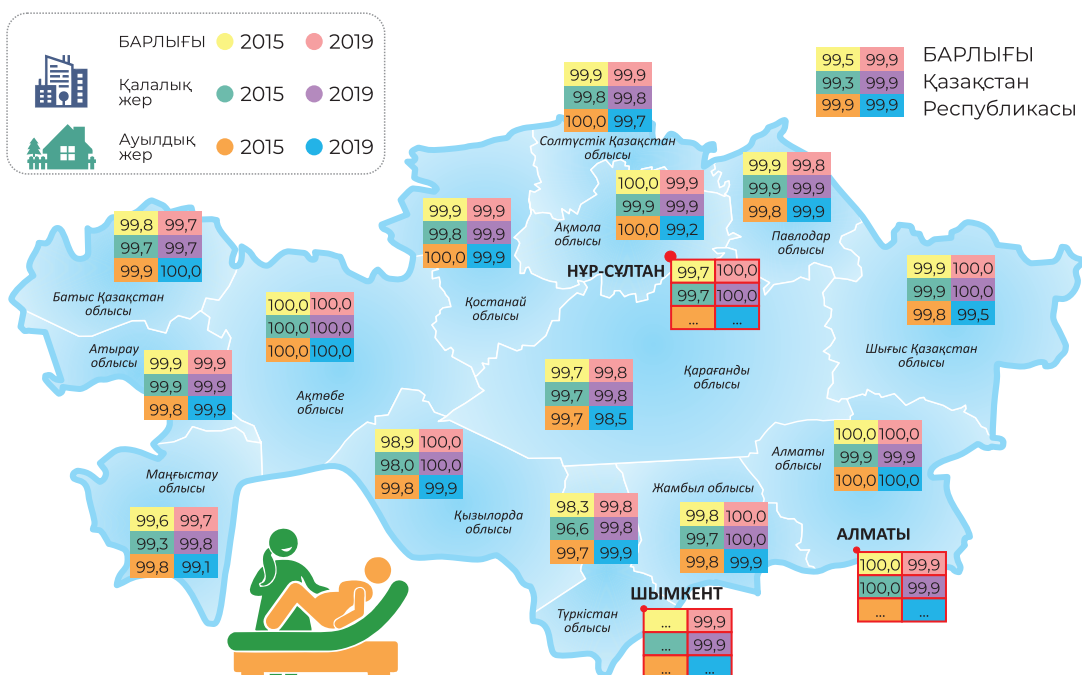 БАРЛЫҒЫ 2015 2019
Қалалық
жер
2015 2019
Ауылдық
жер
2015 2019
99,5 99,9
99,3 99,9
99,9 99,9
БАРЛЫҒЫ
Қазақстан
Республикасы
99,9 99,9
99,8 99,8
100,0 99,7
Солтүстік Қазақстан
облысы
100,0 99,9
99,9 99,9
100,0 99,2
Ақмола
облысы
99,9 99,8
99,9 99,9
99,8 99,9
Павлодар
облысы
99,9 99,9
99,8 99,9
100,0 99,9
Қостанай
облысы
99,8 99,7
99,7 99,7
99,9 100,0
Батыс Қазақстан
облысы
НҰР-СҰЛТАН
99,7 100,0
99,7 100,0
... ...
99,9 100,0
99,9 100,0
99,8 99,5
Шығыс Қазақстан
облысы
100,0 100,0
100,0 100,0
100,0 100,0
Ақтөбе
облысы
Атырау
облысы
99,9 99,9
99,9 99,9
99,8 99,9
99,7 99,8
99,7 99,8
99,7 98,5
Қарағанды
облысы
98,9 100,0
98,0 100,0
99,8 99,9
Қызылорда
облысы
100,0 100,0
99,9 99,9
100,0 100,0
Алматы
облысы
Маңғыстау
облысы
99,6 99,7
99,3 99,8
99,8 99,1
98,3 99,8
96,6 99,8
99,7 99,9
Түркістан
облысы
Жамбыл облысы
99,8 100,0
99,7 100,0
99,8 99,9
АЛМАТЫ
100,0 99,9
100,0 99,9
... ...
ШЫМКЕНТ
... 99,9
... 99,9
... ...